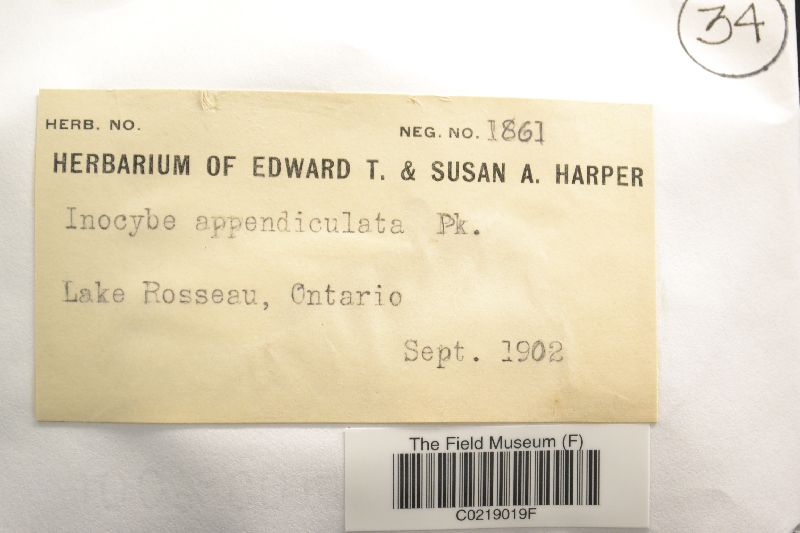 34
HERB. NO. NEG. NO. 1861
HERBARIUM OF EDWARD T. & SUSAN A. HARPER
Inocybe appendiculata Pk.
Lake Rosseau, Ontario
Sept. 1902
The Field Museum (F)
C0219019F